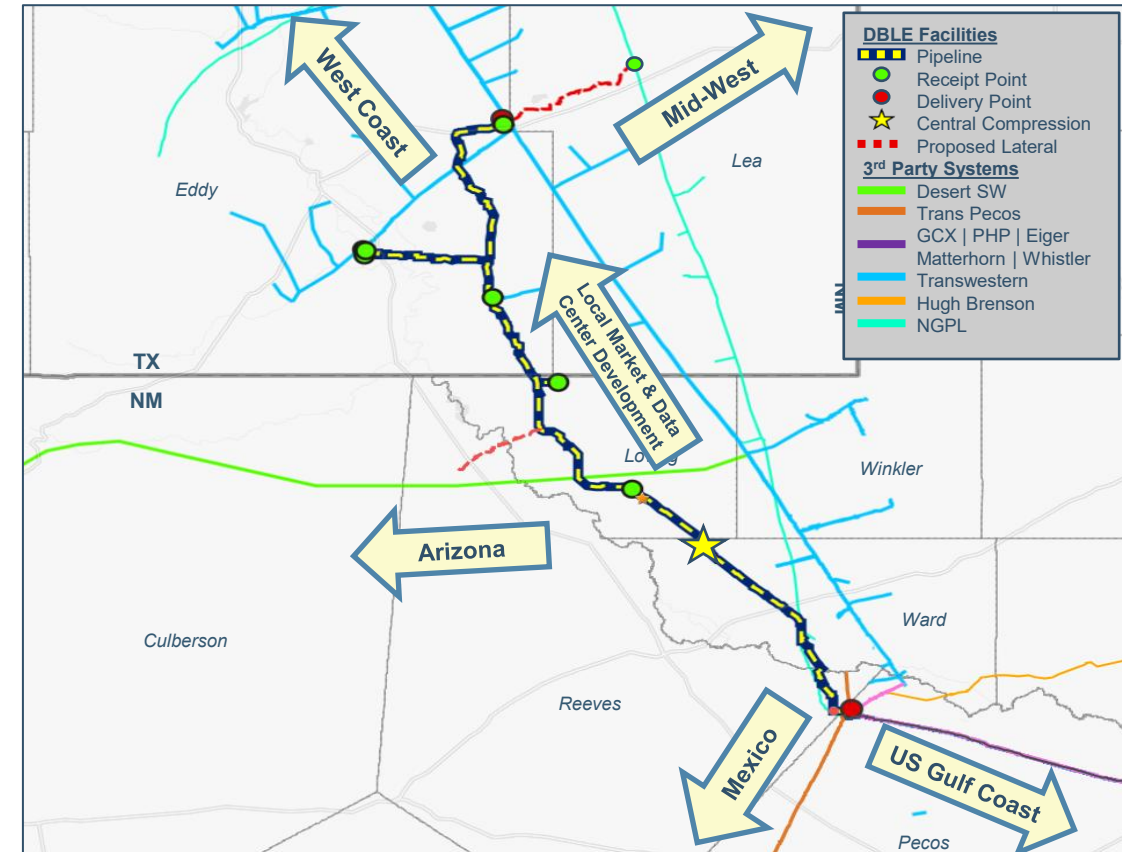 DBLE Facilities
Pipeline
Receipt Point
Delivery Point
Central Compression
Proposed Lateral
3rd Party Systems
Desert SW
Trans Pecos
GCX | PHP | Eiger
Matterhorn | Whistler
Transwestern
Hugh Brenson
NGPL
West Coast
Mid-West
Lea
Eddy
NM
Local Market & Data
Center Development
TX
NM
Winkler
Arizona
Ward
Culberson
Reeves
Mexico
US Gulf Coast
Pecos